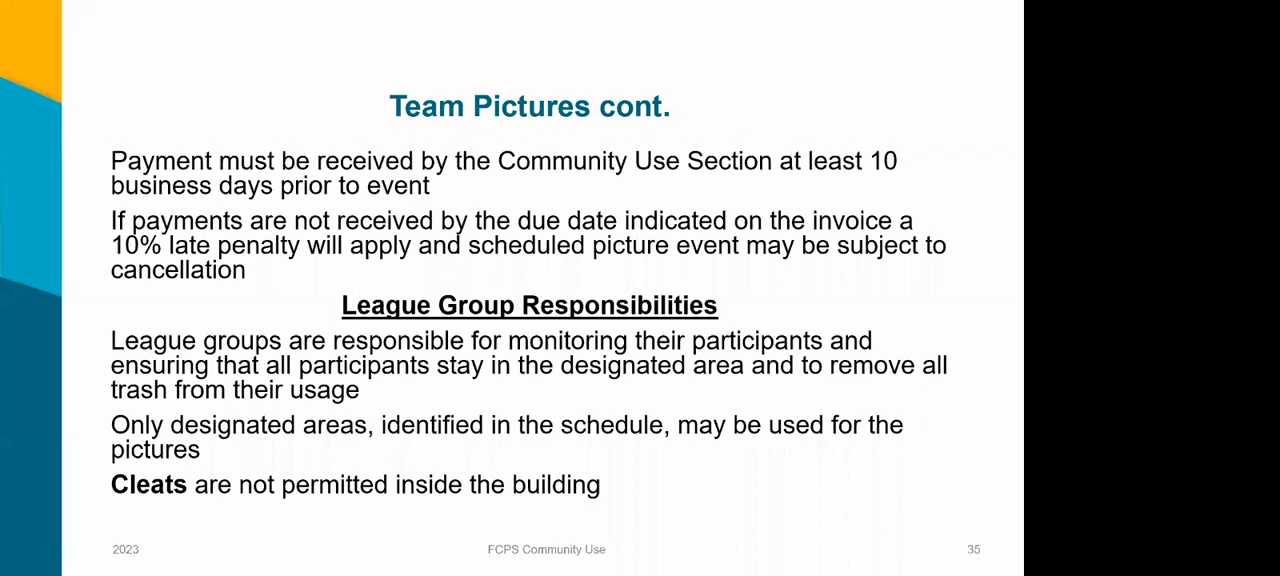 Team Pictures cont.
Payment must be received by the Community Use Section at least 10
business days prior to event
If payments are not received by the due date indicated on the invoice a
10% late penalty will apply and scheduled picture event may be subject to
cancellation
League Group Responsibilities
League groups are responsible for monitoring their participants and
ensuring that all participants stay in the designated area and to remove all
trash from their usage
Only designated areas, identified in the schedule, may be used for the
pictures
Cleats are not permitted inside the building
2023
FCPS Community Use
35